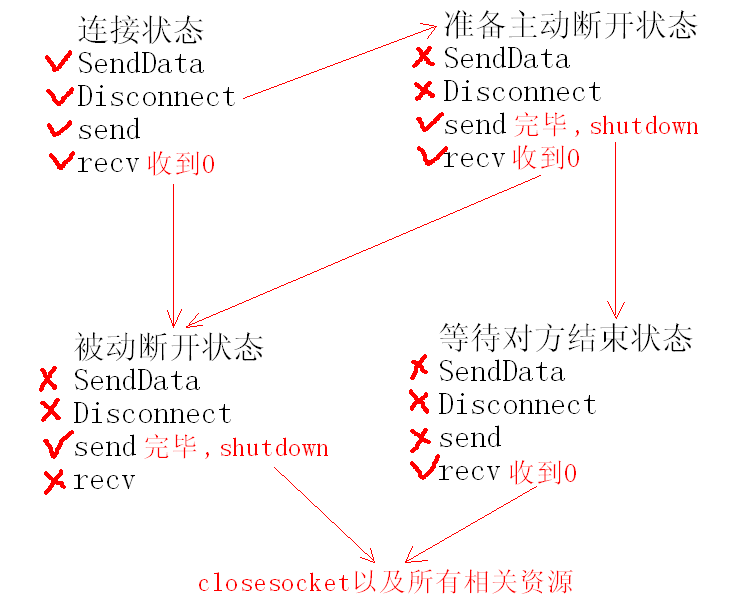 连接状态
SendData
Disconnect
send
recv 收到0
准备主动断开状态
SendData
Disconnect
send 完毕,shutdown
recv 收到0
被动断开状态
SendData
Disconnect
send 完毕,shutdown
recv
等待对方结束状态
SendData
Disconnect
send
recv 收到0
closesocket以及所有相关资源